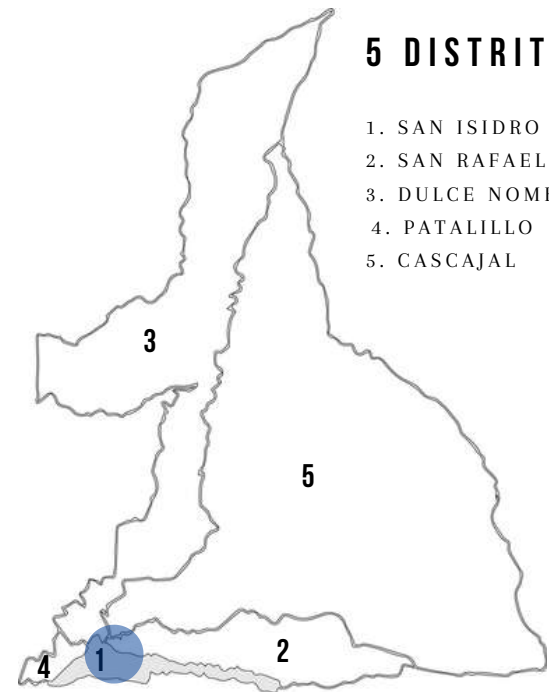 5 DISTRIT
1. SAN ISIDRO
2. SAN RAFAEL
3. DULCE NOM
4. PATALILLO
5. CASCAJAL
3
5
2
4
1